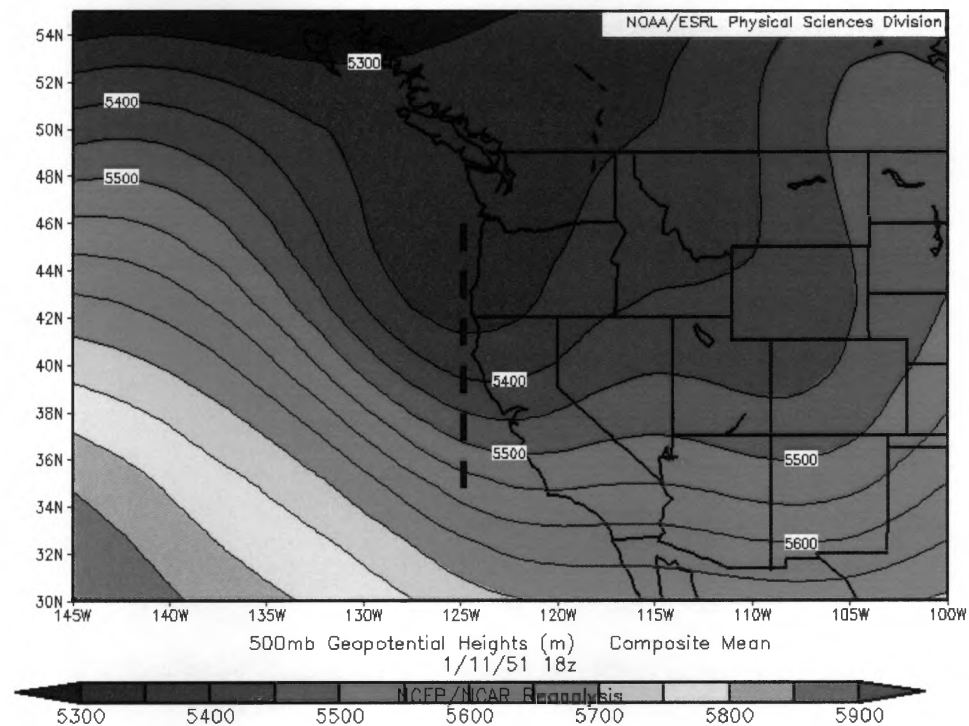 NOAA/ESRL Physical Sciences Division
54N
5300
52N
5400
50N
48N
5500
46N
44N
42N
40N
5400
38N
5500
5500
36N
34N
5600
32N
30N
145W 140W 135W 130W 125W 120W 115W 110W 105W 100W
500mb Geopotential Heights (m) Composite Mean
1/11/51 18z
NCEP/NCAR Reanalysis
5300 5400 5500 5600 5700 5800 5900